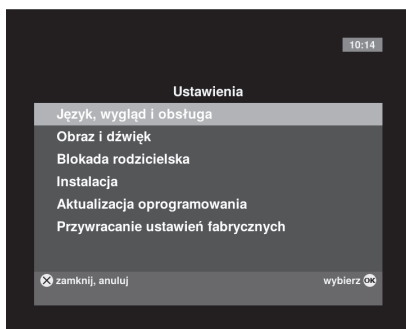 10:14
Ustawienia
Język, wygląd i obsługa
Obraz i dźwięk
Blokada rodzicielska
Instalacja
Aktualizacja oprogramowania
Przywracanie ustawień fabrycznych
zamknij, anuluj wybierz OK